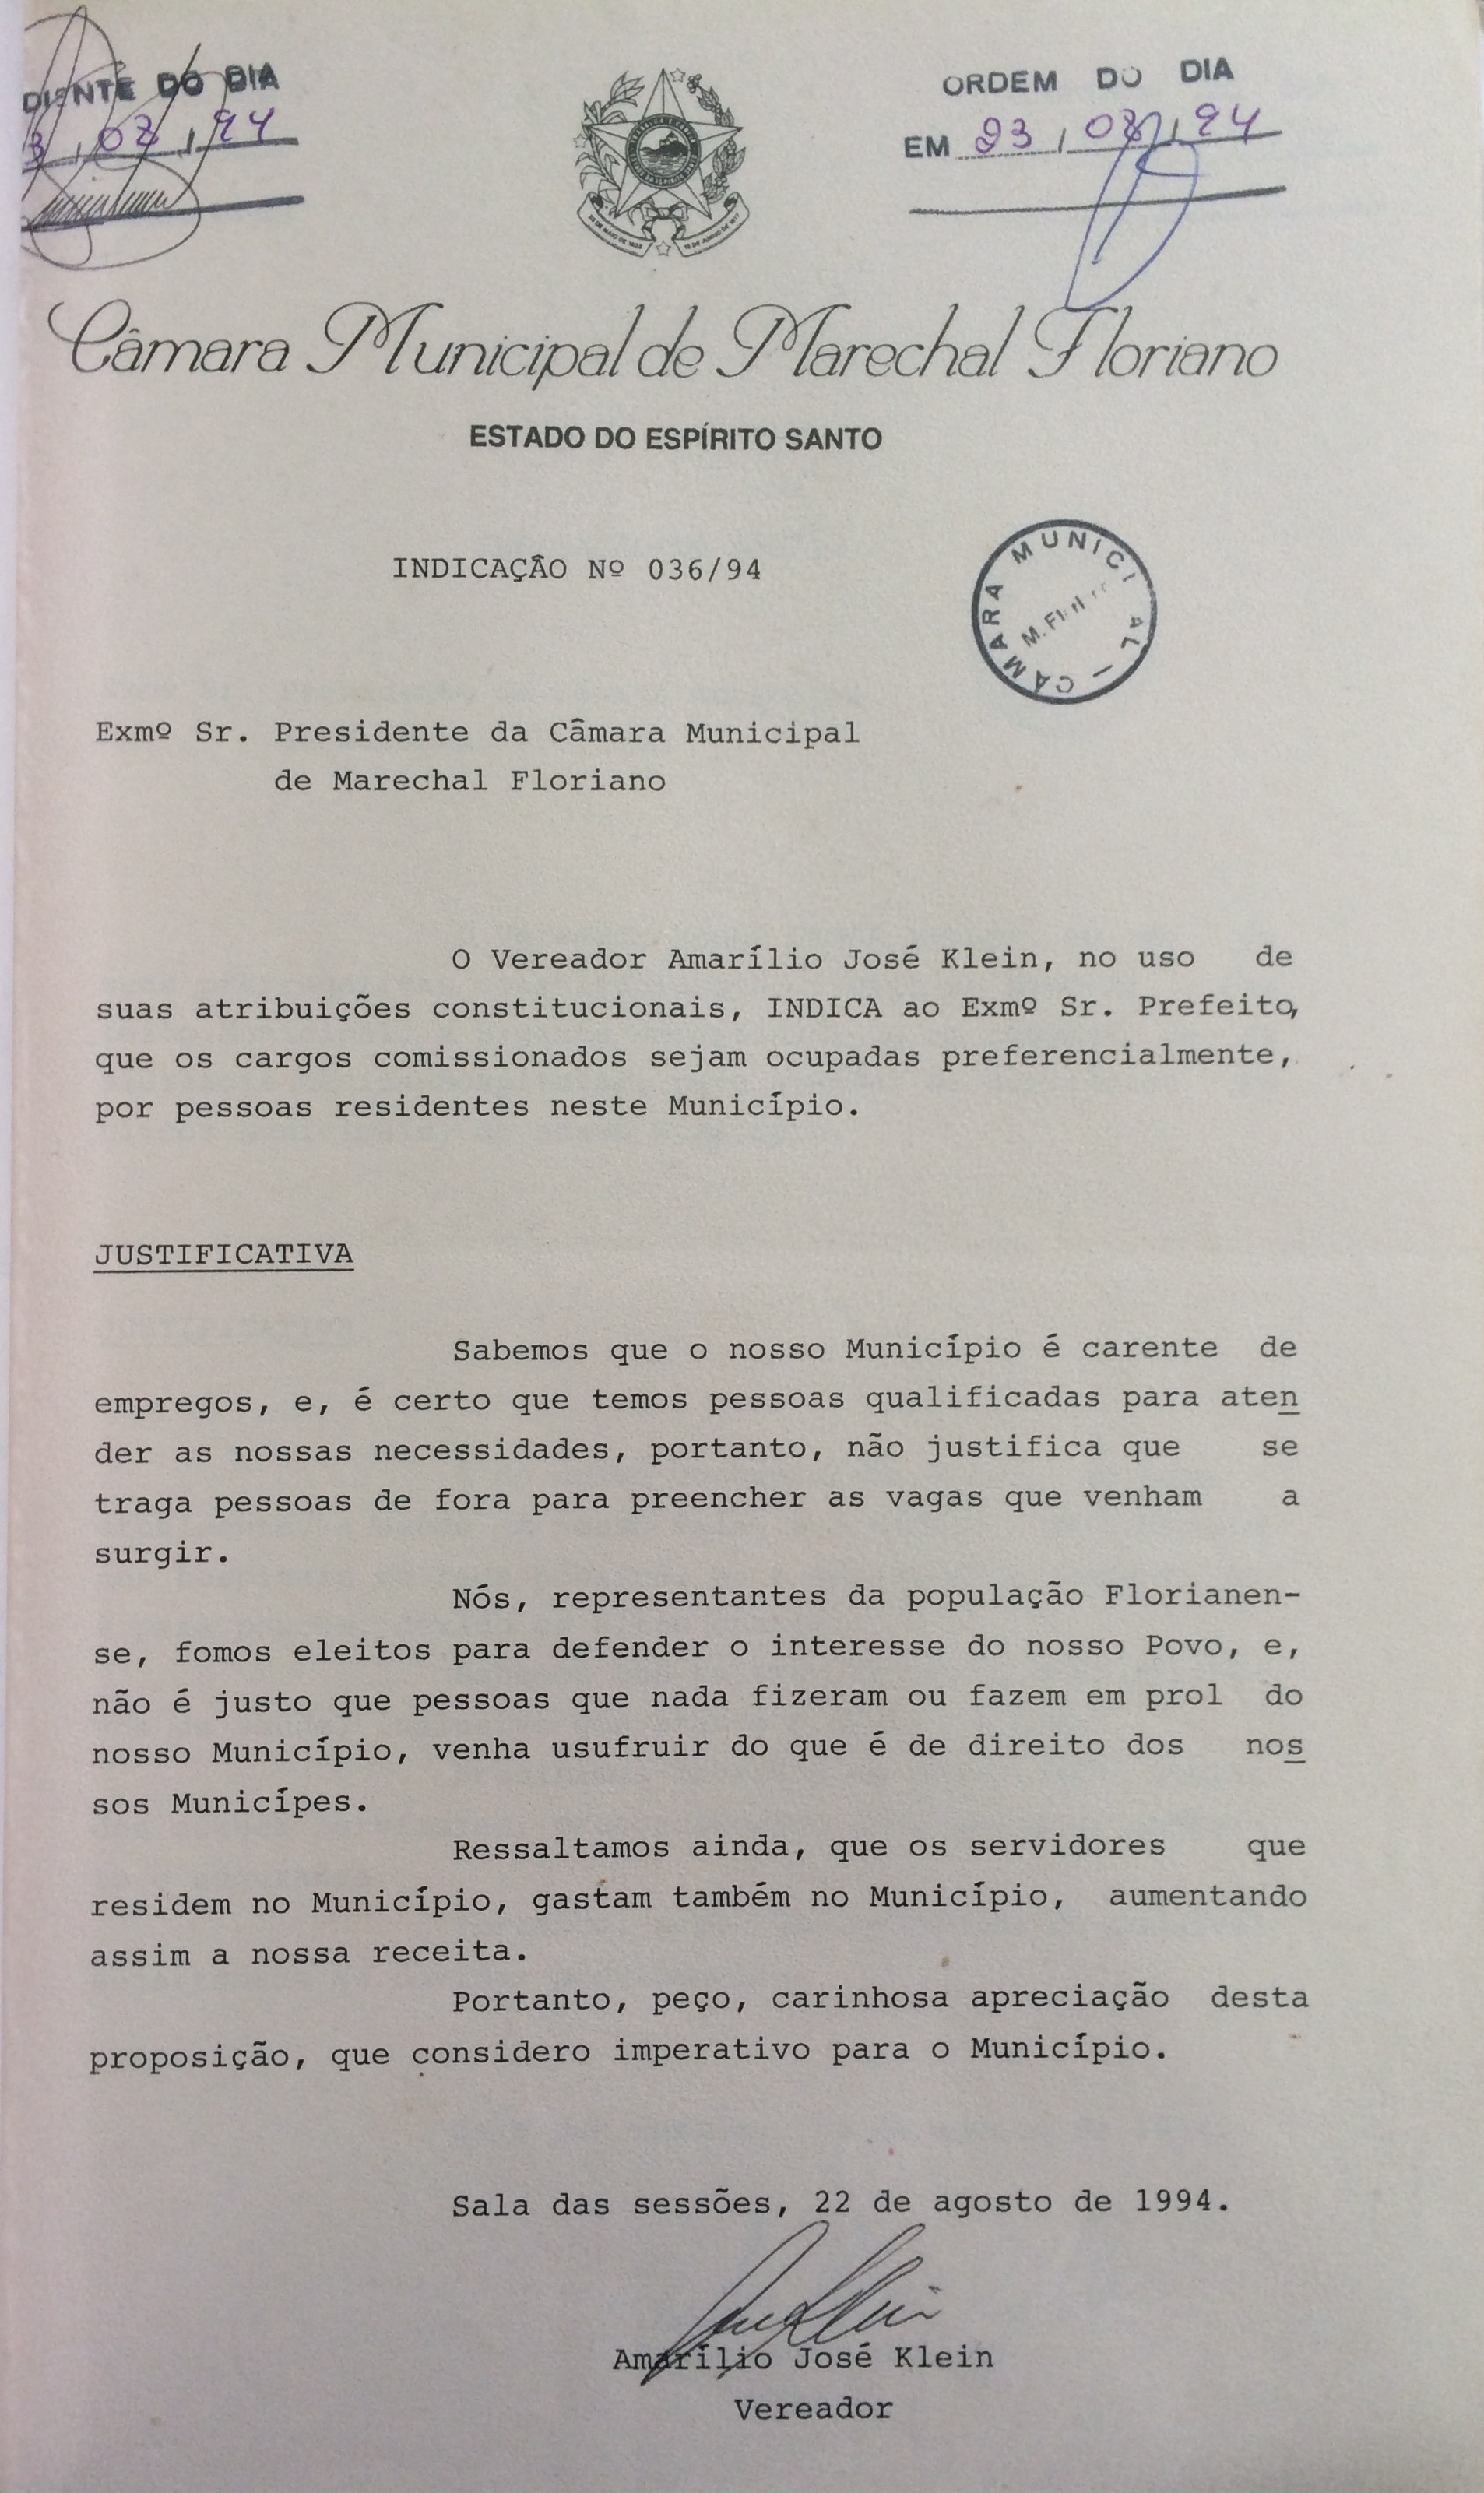 DIENTE DO DIA
ORDEM DO DIA
EM 23, 08, 94
Câmara Municipal de Marechal Floriano
ESTADO DO ESPÍRITO SANTO
INDICAÇÃO Nº 036/94
CÂMARA MUNICI AL —
Exmº Sr. Presidente da Câmara Municipal
de Marechal Floriano
O Vereador Amarílio José Klein, no uso de
suas atribuições constitucionais, INDICA ao Exmº Sr. Prefeito,
que os cargos comissionados sejam ocupadas preferencialmente,
por pessoas residentes neste Município.
JUSTIFICATIVA
Sabemos que o nosso Município é carente de
empregos, e, é certo que temos pessoas qualificadas para aten
der as nossas necessidades, portanto, não justifica que se
traga pessoas de fora para preencher as vagas que venham a
surgir.
Nós, representantes da população Florianen-
se, fomos eleitos para defender o interesse do nosso Povo, e,
não é justo que pessoas que nada fizeram ou fazem em prol do
nosso Município, venha usufruir do que é de direito dos nos
sos Municípes.
Ressaltamos ainda, que os servidores que
residem no Município, gastam também no Município, aumentando
assim a nossa receita.
Portanto, peço, carinhosa apreciação desta
proposição, que considero imperativo para o Município.
Sala das sessões, 22 de agosto de 1994.
Amarílio José Klein
Vereador